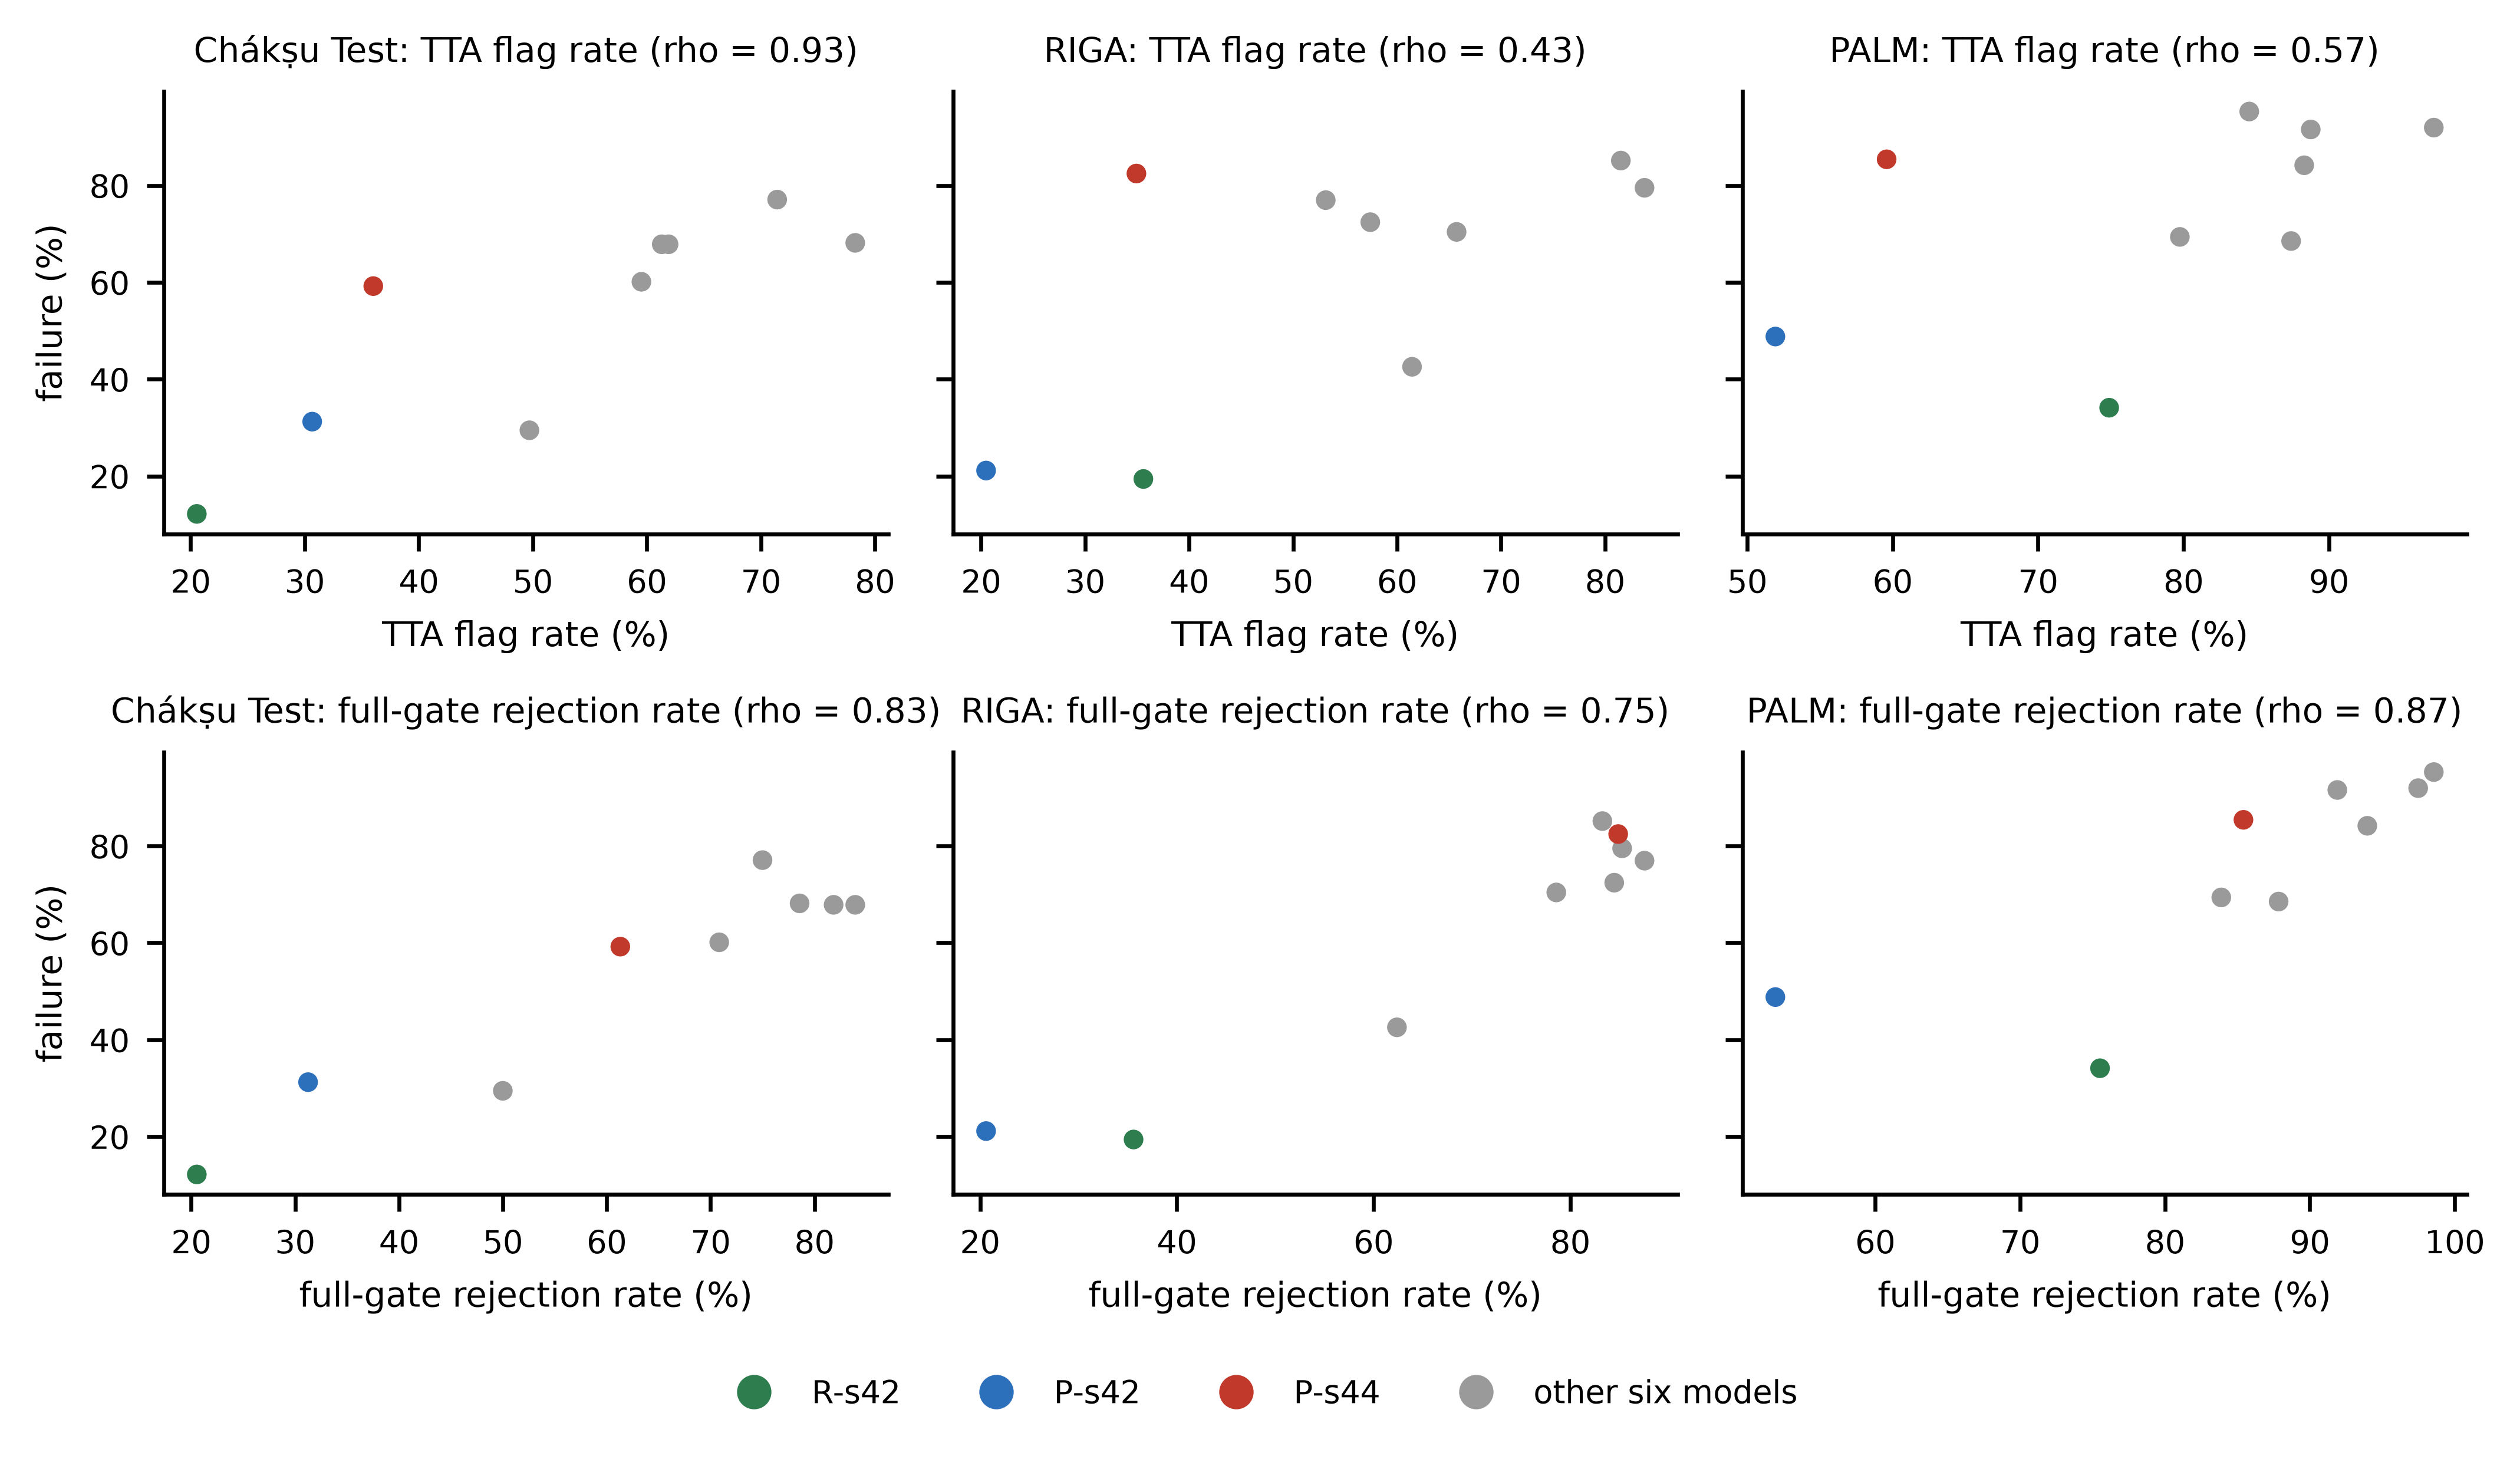 Chákṣu Test: TTA flag rate (rho = 0.93)
RIGA: TTA flag rate (rho = 0.43)
PALM: TTA flag rate (rho = 0.57)
failure (%)
80
60
40
20
20 30 40 50 60 70 80
20 30 40 50 60 70 80
50 60 70 80 90
TTA flag rate (%)
TTA flag rate (%)
TTA flag rate (%)
Chákṣu Test: full-gate rejection rate (rho = 0.83)
RIGA: full-gate rejection rate (rho = 0.75)
PALM: full-gate rejection rate (rho = 0.87)
failure (%)
80
60
40
20
20 30 40 50 60 70 80
20 40 60 80
60 70 80 90 100
full-gate rejection rate (%)
full-gate rejection rate (%)
full-gate rejection rate (%)
R-s42
P-s42
P-s44
other six models